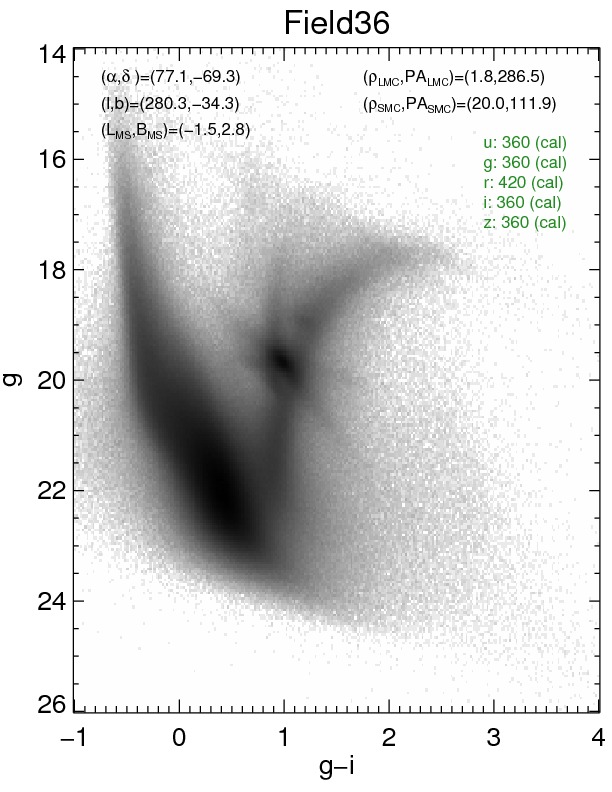 Field36
(α,δ)=(77.1,−69.3)
(ρLMC,PALMC)=(1.8,286.5)
(l,b)=(280.3,−34.3)
(ρSMC,PASMC)=(20.0,111.9)
(LMS,BMS)=(−1.5,2.8)
u: 360 (cal)
g: 360 (cal)
r: 420 (cal)
i: 360 (cal)
z: 360 (cal)
14
16
18
20
22
24
26
g
−1 0 1 2 3 4
g−i